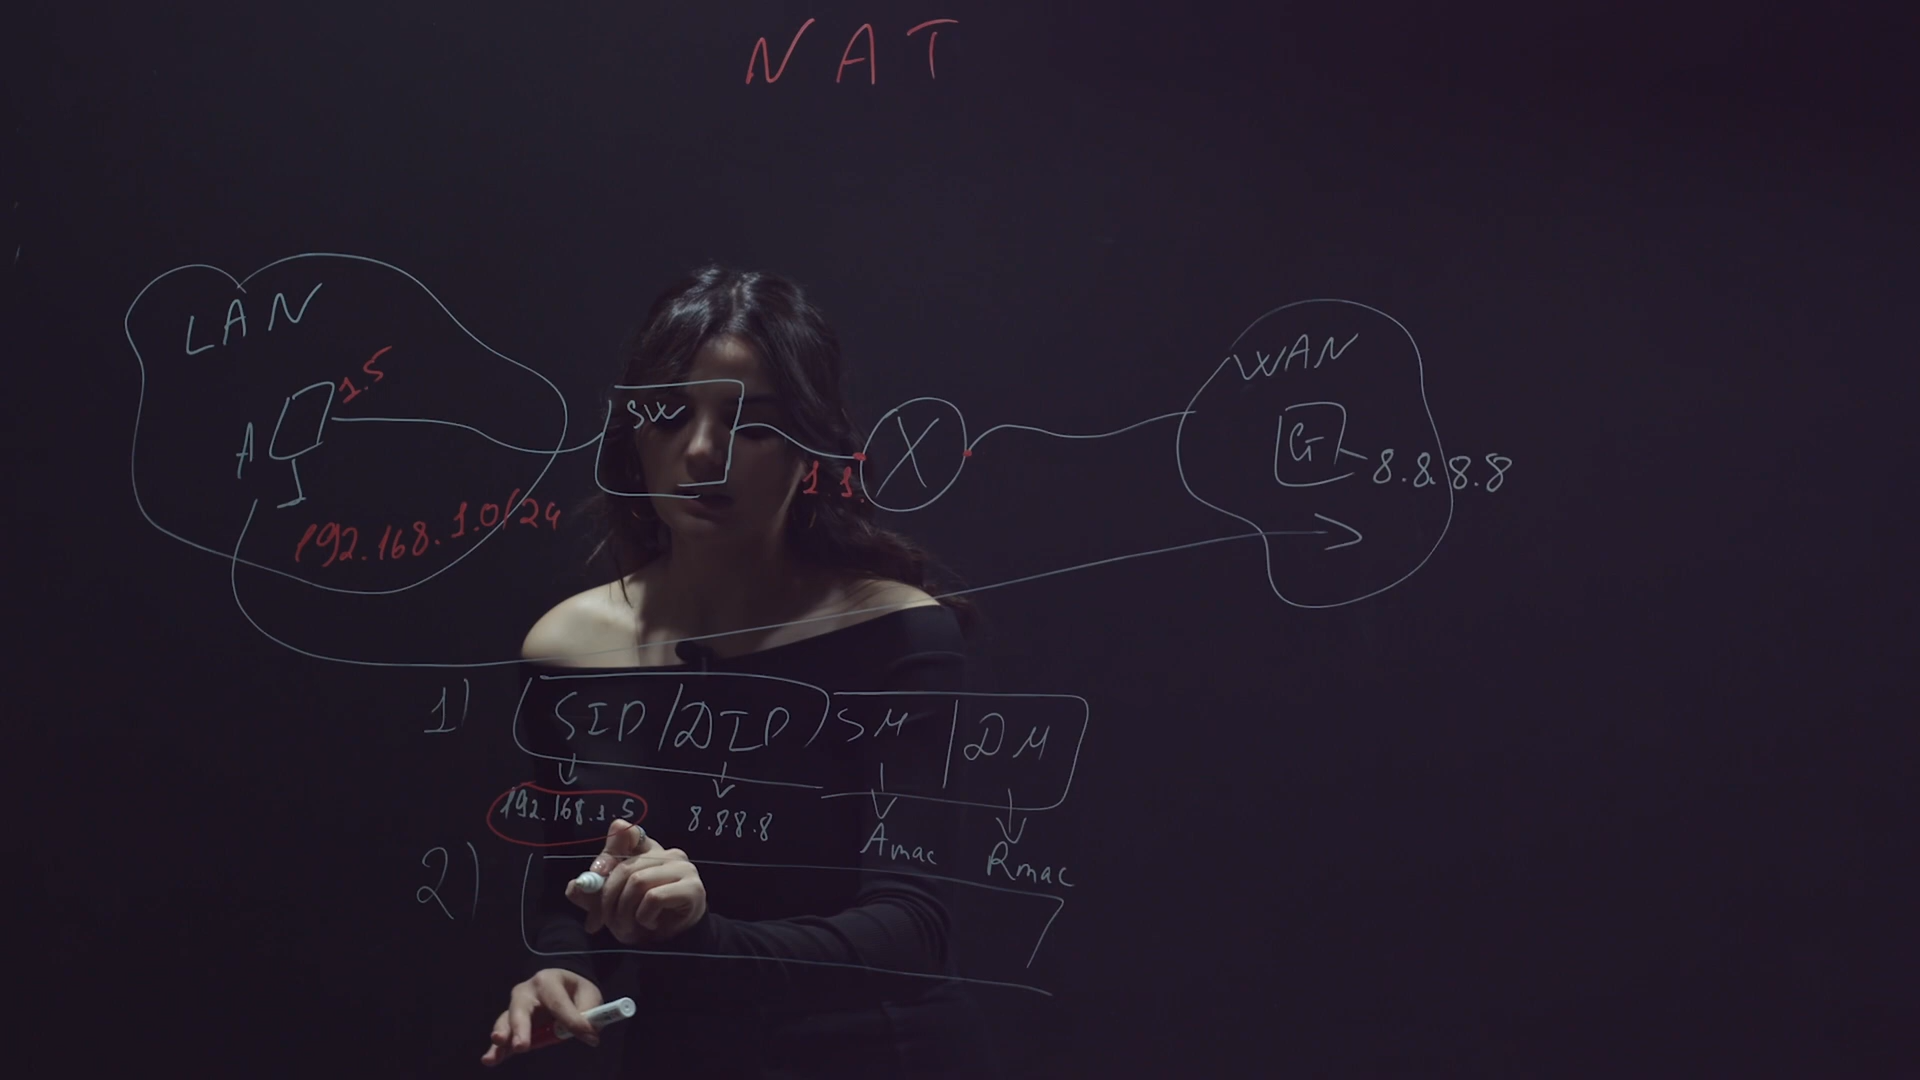 NAT
LAN
WAN
1.5
A
SW
X
G
8.8.8.8
1.1.
192.168.1.0/24
1) SIP/DIP SM | DM
192.168.1.5 8.8.8.8 Amac Rmac
2)